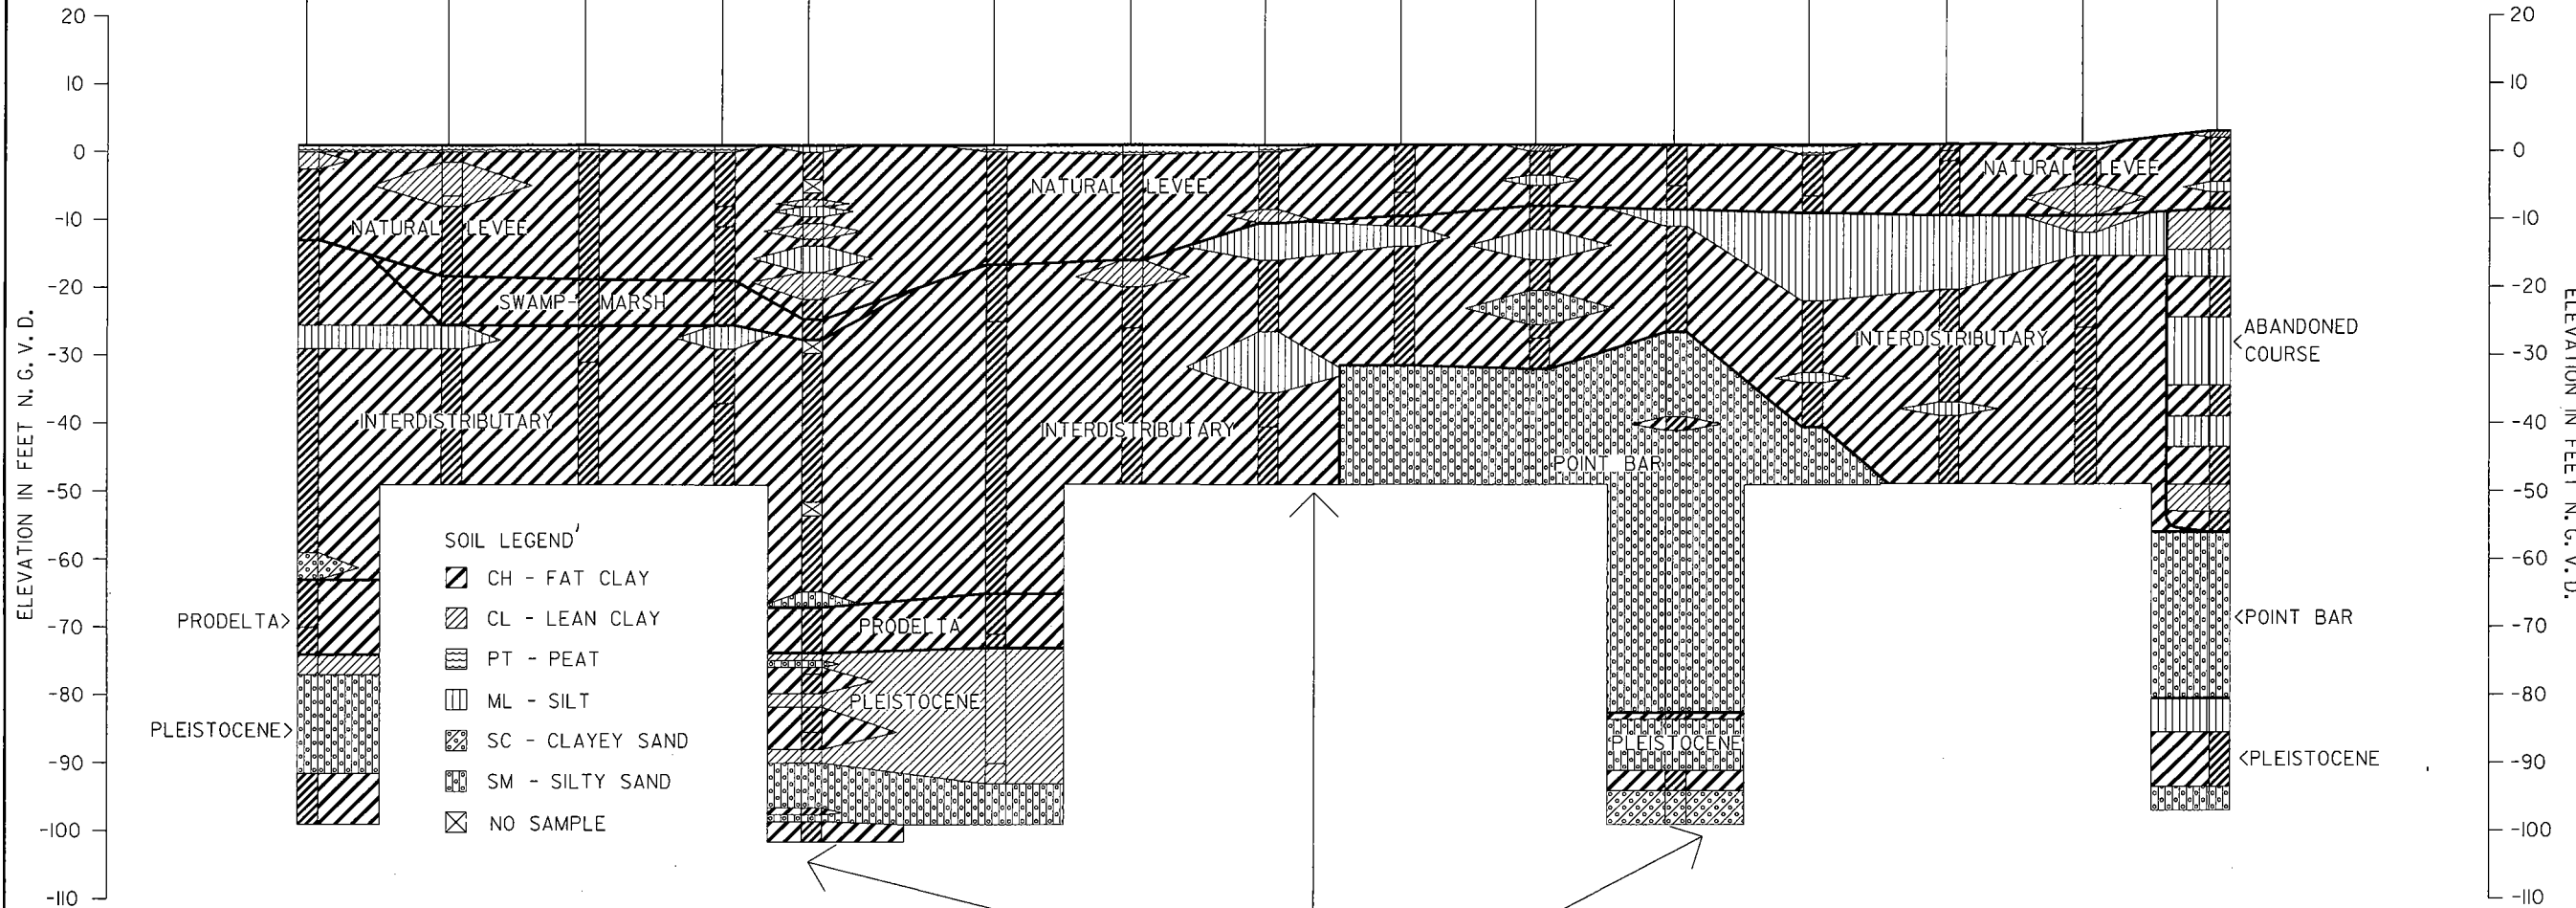 20
10
0
-10
-20
-30
-40
-50
-60
-70
-80
-90
-100
-110
ELEVATION IN FEET N. G. V. D.
NATURAL LEVEE
SWAMP- MARSH
INTERDISTRIBUTARY
PRODELTA>
PLEISTOCENE>
SOIL LEGEND'
CH - FAT CLAY
CL - LEAN CLAY
PT - PEAT
ML - SILT
SC - CLAYEY SAND
SM - SILTY SAND
NO SAMPLE
NATURAL LEVEE
INTERDISTRIBUTARY
PRODELTA
PLEISTOCENE
POINT BAR
PLEISTOCENE
NATURAL LEVEE
INTERDISTRIBUTARY
<ABANDONED
COURSE
<POINT BAR
<PLEISTOCENE
20
10
0
-10
-20
-30
-40
-50
-60
-70
-80
-90
-100
-110
ELEVATION IN FEET N. G. V. D.